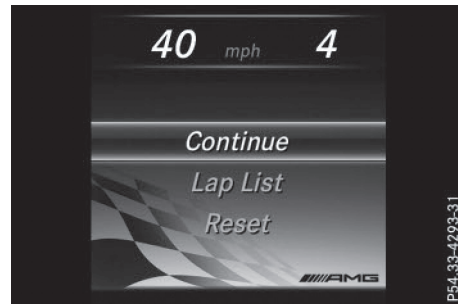 40 mph 4
Continue
Lap List
Reset
AMG
P54.33-4293-31